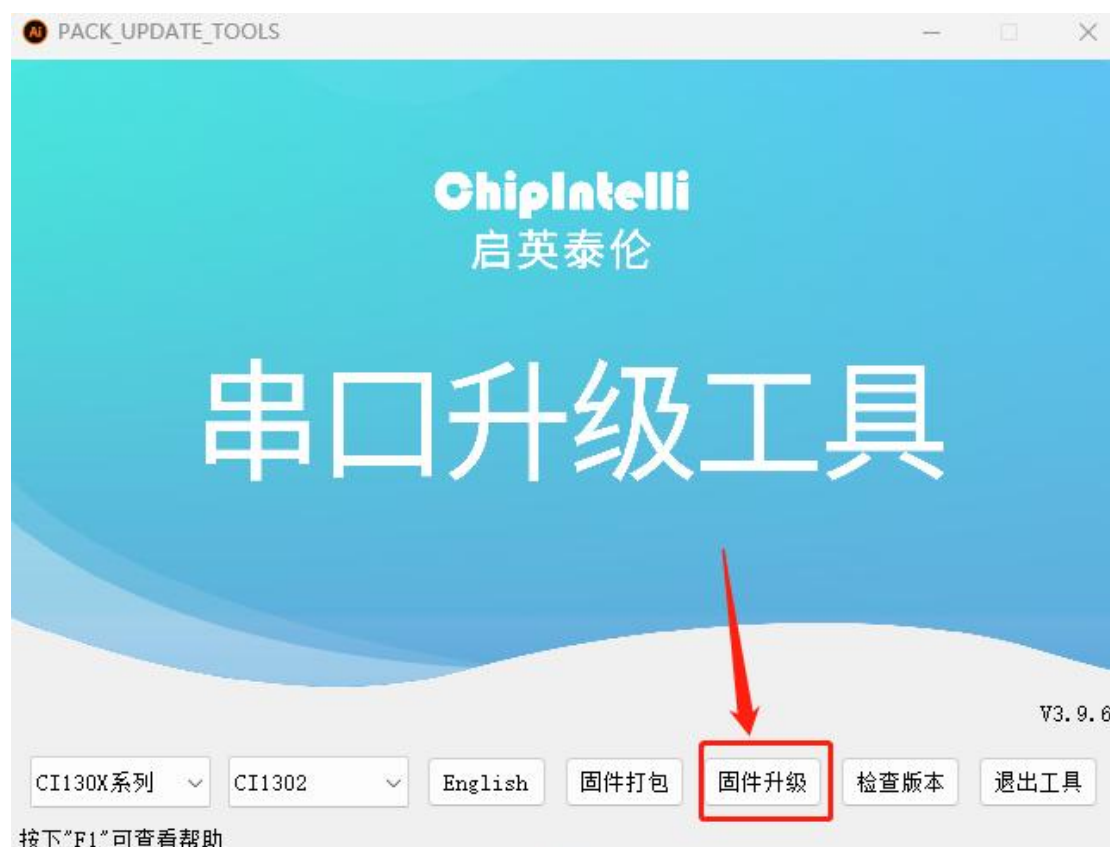 PACK_UPDATE_TOOLS
ChipIntelli
启英泰伦
串口升级工具
V3.9.6
CI130X系列 CI1302 English 固件打包 固件升级 检查版本 退出工具
按下"F1"可查看帮助